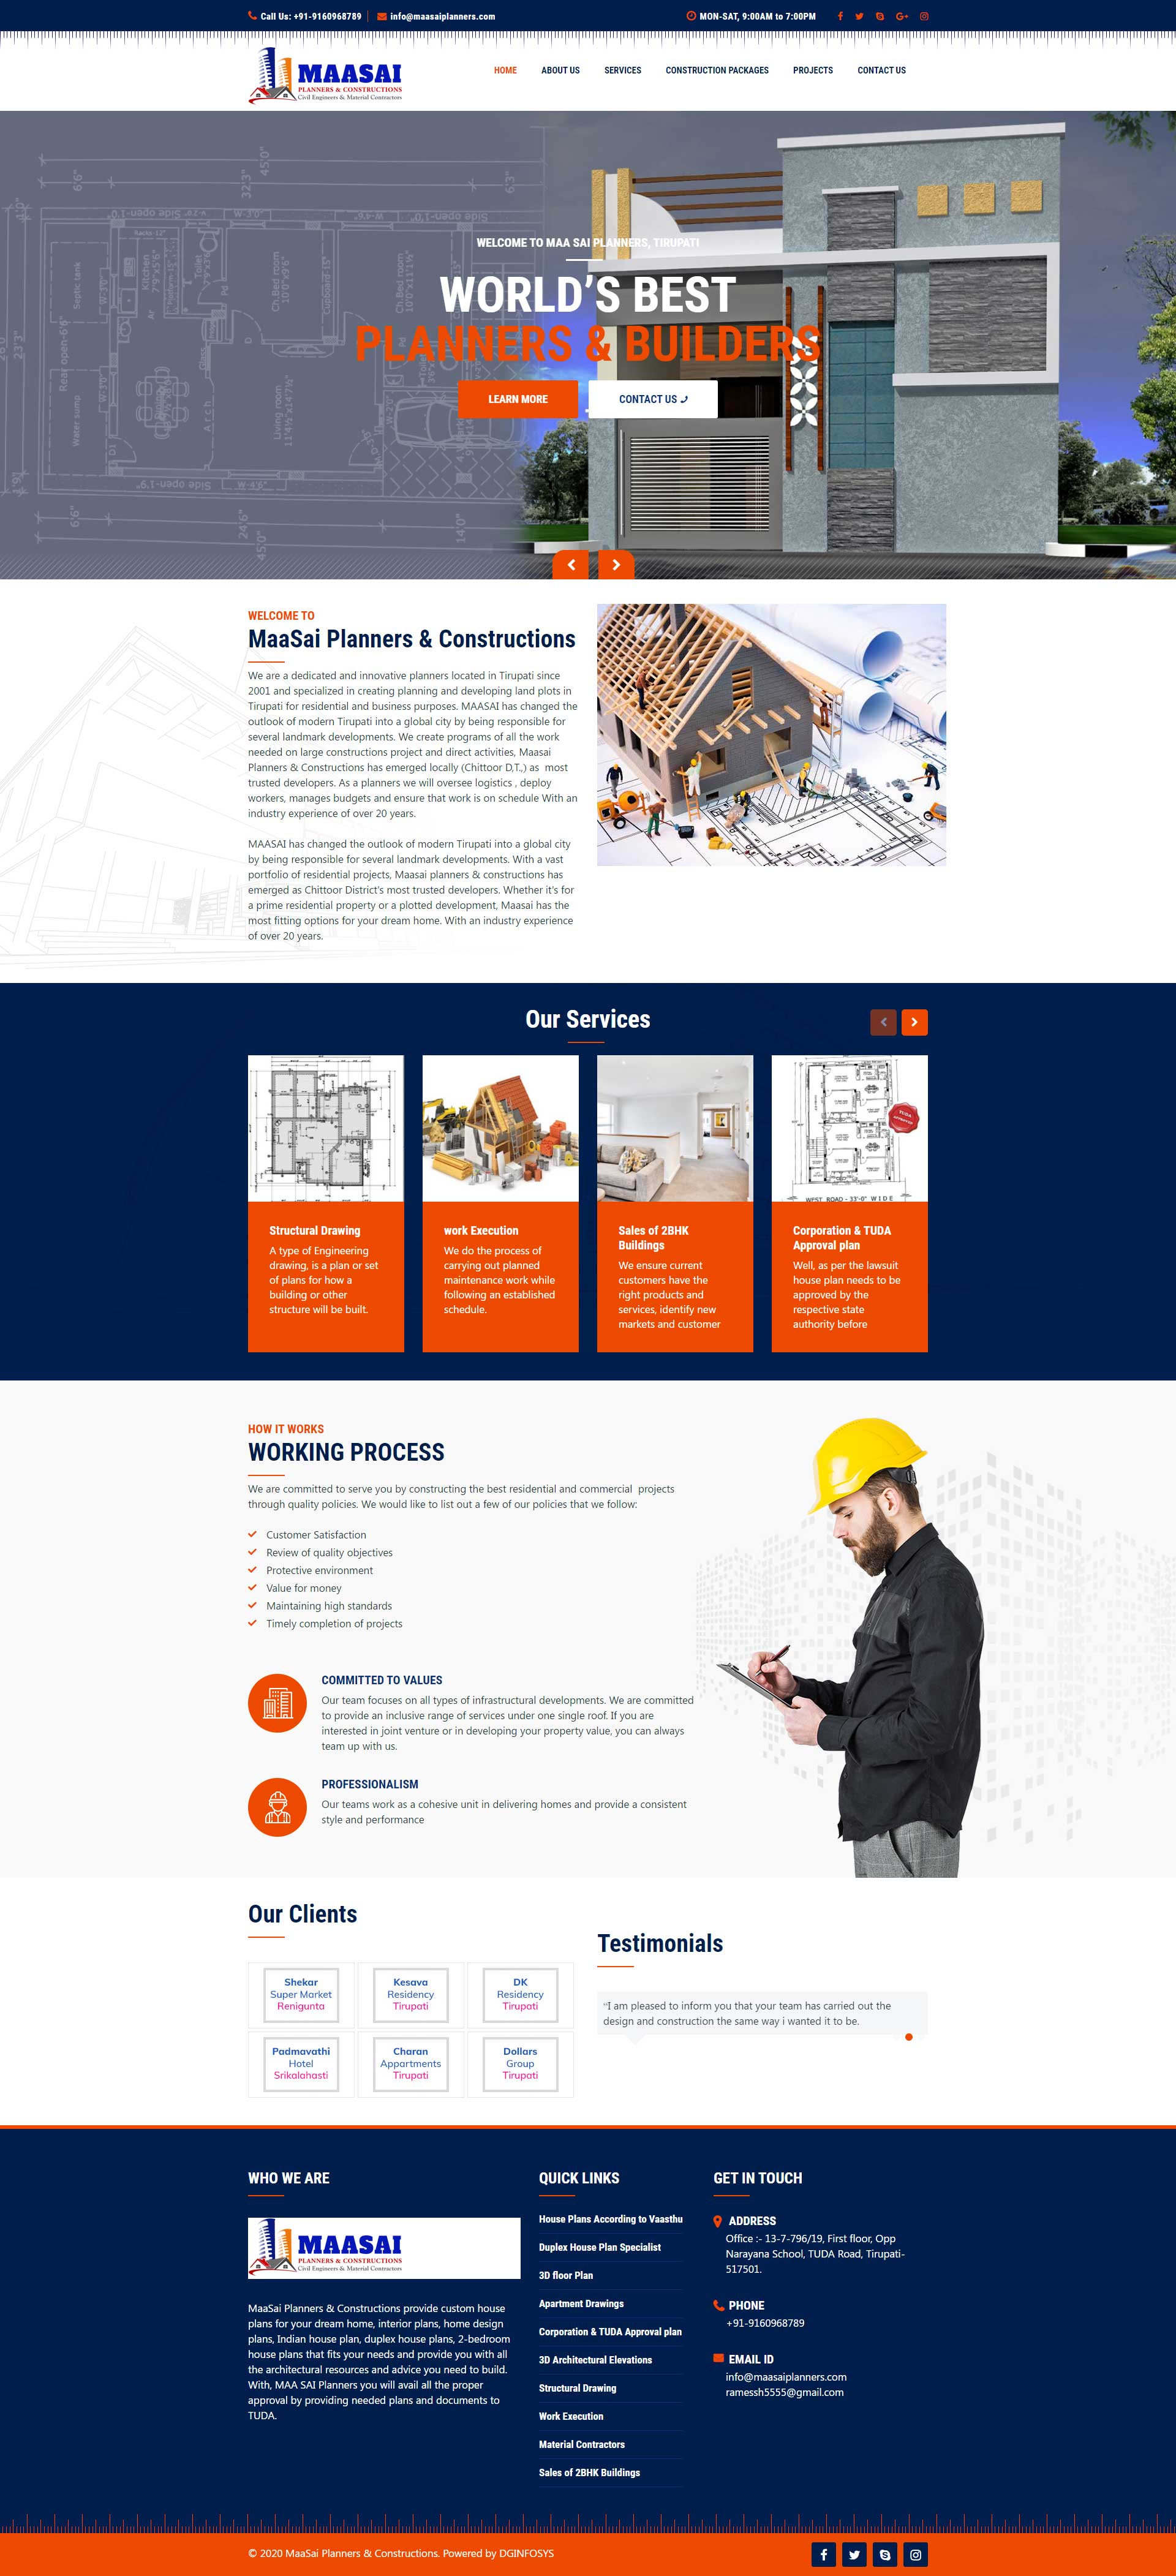 Call Us: +91-9160968789
info@maasaiplanners.com
MON-SAT, 9:00AM to 7:00PM
MAASAI
PLANNERS & CONSTRUCTIONS
Civil Engineers & Material Contractors
HOME
ABOUT US
SERVICES
CONSTRUCTION PACKAGES
PROJECTS
CONTACT US
WELCOME TO MAA SAI PLANNERS, TIRUPATI
WORLD'S BEST
PLANNERS & BUILDERS
LEARN MORE
CONTACT US
WELCOME TO
MaaSai Planners & Constructions
We are a dedicated and innovative planners located in Tirupati since
2001 and specialized in creating planning and developing land plots in
Tirupati for residential and business purposes. MAASAI has changed the
outlook of modern Tirupati into a global city by being responsible for
several landmark developments. We create programs of all the work
needed on large constructions project and direct activities, Maasai
Planners & Constructions has emerged locally (Chittoor D,T.,) as most
trusted developers. As a planners we will oversee logistics , deploy
workers, manages budgets and ensure that work is on schedule With an
industry experience of over 20 years.
MAASAI has changed the outlook of modern Tirupati into a global city
by being responsible for several landmark developments. With a vast
portfolio of residential projects, Maasai planners & constructions has
emerged as Chittoor District's most trusted developers. Whether it's for
a prime residential property or a plotted development, Maasai has the
most fitting options for your dream home. With an industry experience
of over 20 years.
Our Services
TUDA
WEST ROAD - 33'-0" WIDE
Structural Drawing
A type of Engineering
drawing, is a plan or set
of plans for how a
building or other
structure will be built.
work Execution
We do the process of
carrying out planned
maintenance work while
following an established
schedule.
Sales of 2BHK
Buildings
We ensure current
customers have the
right products and
services, identify new
markets and customer
Corporation & TUDA
Approval plan
Well, as per the lawsuit
house plan needs to be
approved by the
respective state
authority before
HOW IT WORKS
WORKING PROCESS
We are committed to serve you by constructing the best residential and commercial projects
through quality policies. We would like to list out a few of our policies that we follow:
Customer Satisfaction
Review of quality objectives
Protective environment
Value for money
Maintaining high standards
Timely completion of projects
COMMITTED TO VALUES
Our team focuses on all types of infrastructural developments. We are committed
to provide an inclusive range of services under one single roof. If you are
interested in joint venture or in developing your property value, you can always
team up with us.
PROFESSIONALISM
Our teams work as a cohesive unit in delivering homes and provide a consistent
style and performance
Our Clients
Shekar
Super Market
Renigunta
Kesava
Residency
Tirupati
DK
Residency
Tirupati
Padmavathi
Hotel
Srikalahasti
Charan
Appartments
Tirupati
Dollars
Group
Tirupati
Testimonials
“I am pleased to inform you that your team has carried out the
design and construction the same way i wanted it to be.
WHO WE ARE
MAASAI
PLANNERS & CONSTRUCTIONS
Civil Engineers & Material Contractors
MaaSai Planners & Constructions provide custom house
plans for your dream home, interior plans, home design
plans, Indian house plan, duplex house plans, 2-bedroom
house plans that fits your needs and provide you with all
the architectural resources and advice you need to build.
With, MAA SAI Planners you will avail all the proper
approval by providing needed plans and documents to
TUDA.
QUICK LINKS
House Plans According to Vaasthu
Duplex House Plan Specialist
3D floor Plan
Apartment Drawings
Corporation & TUDA Approval plan
3D Architectural Elevations
Structural Drawing
Work Execution
Material Contractors
Sales of 2BHK Buildings
GET IN TOUCH
ADDRESS
Office :- 13-7-796/19, First floor, Opp
Narayana School, TUDA Road, Tirupati-
517501.
PHONE
+91-9160968789
EMAIL ID
info@maasaiplanners.com
ramessh5555@gmail.com
© 2020 MaaSai Planners & Constructions. Powered by DGINFOSYS